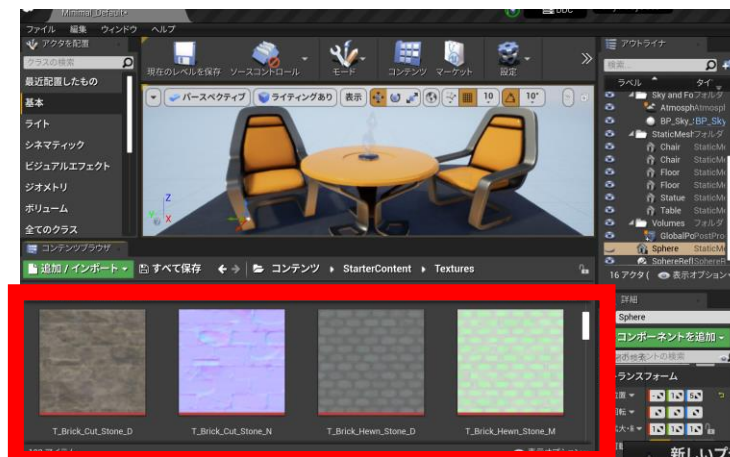 Minimal_Default
ファイル 編集 ウィンドウ ヘルプ
アクタを配置
クラスの検索
最近配置したもの
基本
ライト
シネマティック
ビジュアルエフェクト
ジオメトリ
ボリューム
全てのクラス
現在のレベルを保存 ソースコントロール モード コンテンツ マーケット 設定
パースペクティブ ライティングあり 表示 10 10°
アウトライナ
検索...
ラベル
Sky and Fo フォルダ
Atmosph Atmospl
BP_Sky_ BP_Sky
StaticMesh フォルダ
Chair StaticMe
Chair StaticMe
Floor StaticMe
Floor StaticMe
Statue StaticMe
Table StaticMe
Volumes フォルダ
GlobalPo PostPro
Sphere StaticMe
SphereRefl SphereR
16 アクタ ( 表示オプション
コンテンツブラウザ
追加 / インポート すべて保存 コンテンツ StarterContent Textures
T_Brick_Cut_Stone_D T_Brick_Cut_Stone_N T_Brick_Hewn_Stone_D T_Brick_Hewn_Stone_M
詳細
Sphere
コンポーネントを追加
ントの検索
ランスフォーム
新しいプ